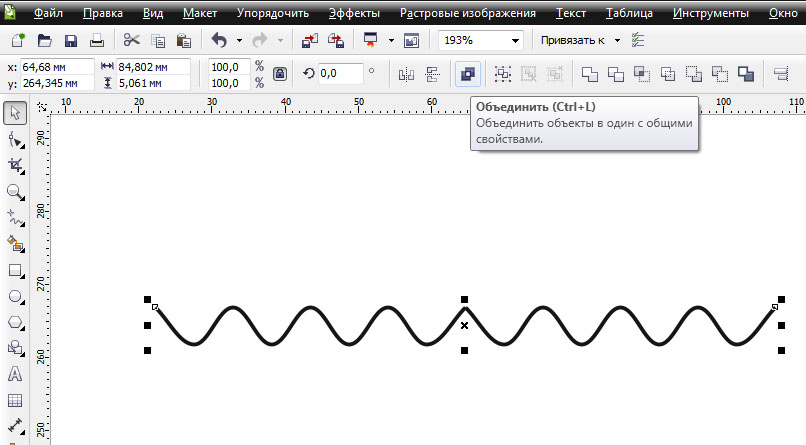 Файл Правка Вид Макет Упорядочить Эффекты Растровые изображения Текст Таблица Инструменты Окно
193% Привязать к
x: 64,68 мм 84,802 мм 100,0 % 0,0 °
y: 264,345 мм 5,061 мм 100,0 %
Объединить (Ctrl+L)
Объединить объекты в один с общими
свойствами.
10 20 30 40 50 60 110
290
280
270
260
250